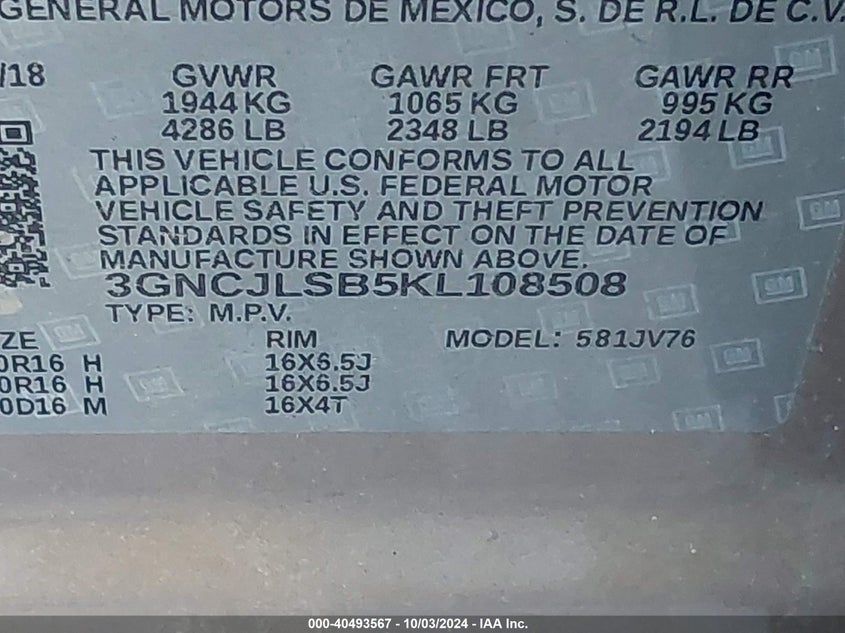 GENERAL MOTORS DE MEXICO, S. DE R.L. DE C.V.
/18 GVWR GAWR FRT GAWR RR
1944 KG 1065 KG 995 KG
4286 LB 2348 LB 2194 LB
THIS VEHICLE CONFORMS TO ALL
APPLICABLE U.S. FEDERAL MOTOR
VEHICLE SAFETY AND THEFT PREVENTION
STANDARDS IN EFFECT ON THE DATE OF
MANUFACTURE SHOWN ABOVE.
3GNCJLSB5KL108508
TYPE: M.P.V.
ZE RIM MODEL: 581JV76
0R16 H 16X6.5J
0R16 H 16X6.5J
0D16 M 16X4T
000-40493567 - 10/03/2024 - IAA Inc.